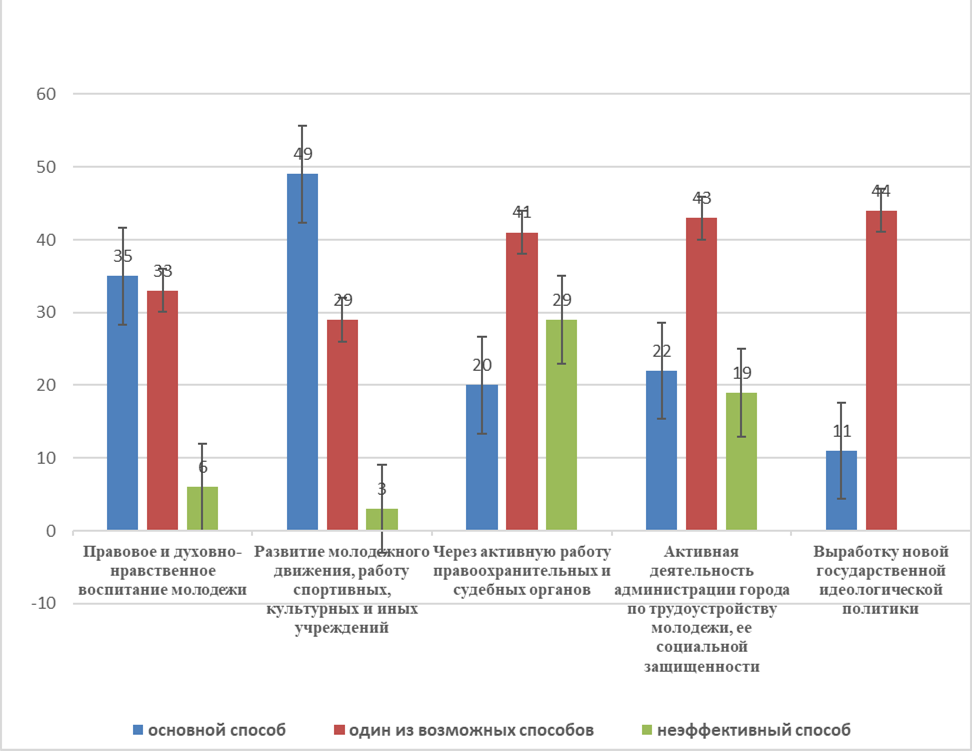 60
50
40
30
20
10
0
-10
35
33
6
49
29
3
20
41
29
22
43
19
11
44
Правовое и духовно-
нравственное
воспитание молодежи
Развитие молодежного
движения, работу
спортивных,
культурных и иных
учреждений
Через активную работу
правоохранительных и
судебных органов
Активная
деятельность
администрации города
по трудоустройству
молодежи, ее
социальной
защищенности
Выработку новой
государственной
идеологической
политики
основной способ
один из возможных способов
неэффективный способ